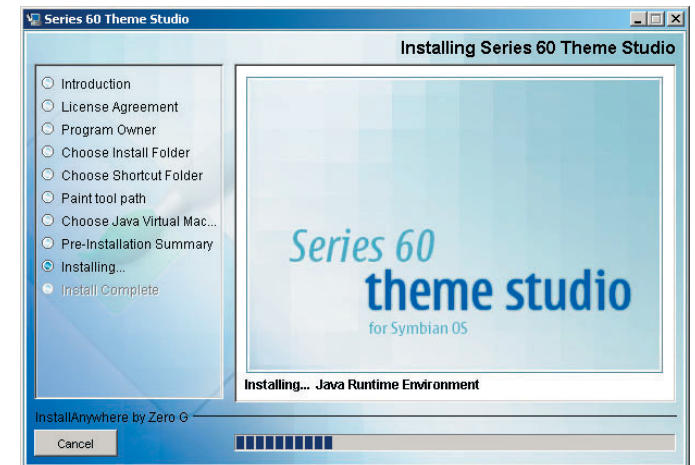 Series 60 Theme Studio
Installing Series 60 Theme Studio
Introduction
License Agreement
Program Owner
Choose Install Folder
Choose Shortcut Folder
Paint tool path
Choose Java Virtual Mac...
Pre-Installation Summary
Installing...
Install Complete
Series 60
theme studio
for Symbian OS
Installing... Java Runtime Environment
InstallAnywhere by Zero G
Cancel